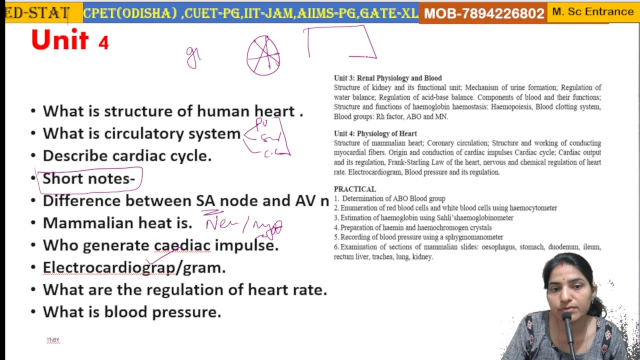 ED-STAT
CPET(ODISHA), CUET-PG, IIT-JAM, AIIMS-PG, GATE-XL
MOB-7894226802
M. Sc Entrance
Unit 4
• What is structure of human heart .
• What is circulatory system
• Describe cardiac cycle.
• Short notes-
• Difference between SA node and AV n
• Mammalian heat is.
• Who generate caediac impulse.
• Electrocardiograp/gram.
• What are the regulation of heart rate.
• What is blood pressure.
Unit 3: Renal Physiology and Blood
Structure of kidney and its functional unit; Mechanism of urine formation; Regulation of
water balance; Regulation of acid-base balance. Components of blood and their functions;
Structure and functions of haemoglobin haemostasis; Haemopoiesis, Blood clotting system,
Blood groups: Rh factor, ABO and MN.
Unit 4: Physiology of Heart
Structure of mammalian heart; Coronary circulation; Structure and working of conducting
myocardial fibers. Origin and conduction of cardiac impulses Cardiac cycle; Cardiac output
and its regulation, Frank-Starling Law of the heart, nervous and chemical regulation of heart
rate. Electrocardiogram, Blood pressure and its regulation.
PRACTICAL
1. Determination of ABO Blood group
2. Enumeration of red blood cells and white blood cells using haemocytometer
3. Estimation of haemoglobin using Sahli'shaemoglobinometer
4. Preparation of haemin and haemochromogen crystals
5. Recording of blood pressure using a sphygmomanometer
6. Examination of sections of mammalian slides: oesophagus, stomach, duodenum, ileum,
rectum liver, trachea, lung, kidney.